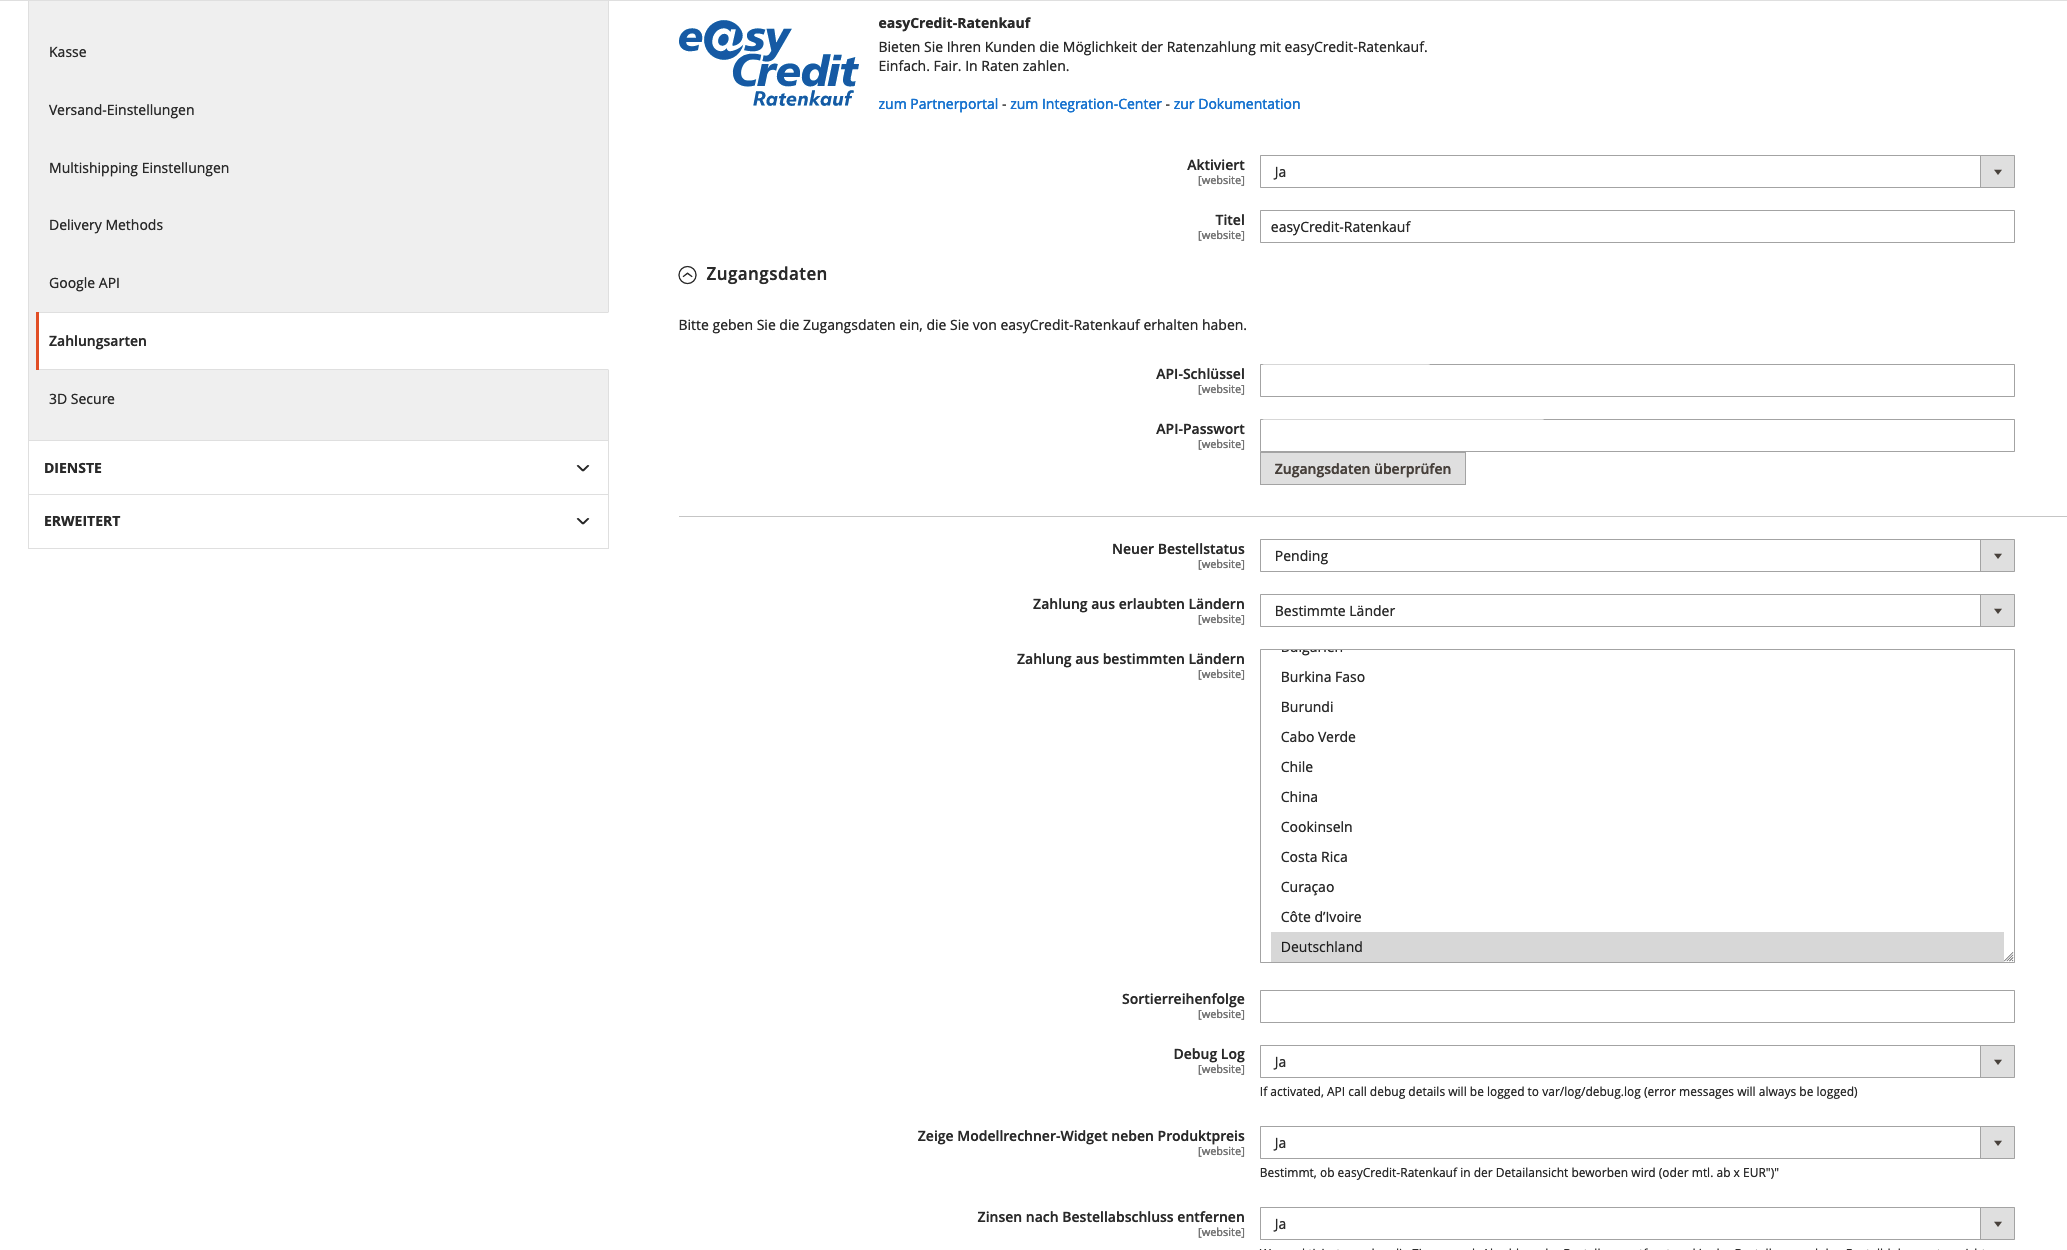 Kasse
Versand-Einstellungen
Multishipping Einstellungen
Delivery Methods
Google API
Zahlungsarten
3D Secure
DIENSTE
ERWEITERT
e@sy
Credit
Ratenkauf
easyCredit-Ratenkauf
Bieten Sie Ihren Kunden die Möglichkeit der Ratenzahlung mit easyCredit-Ratenkauf.
Einfach. Fair. In Raten zahlen.
zum Partnerportal - zum Integration-Center - zur Dokumentation
Aktiviert
[website]
Ja
Titel
[website]
easyCredit-Ratenkauf
Zugangsdaten
Bitte geben Sie die Zugangsdaten ein, die Sie von easyCredit-Ratenkauf erhalten haben.
API-Schlüssel
[website]
API-Passwort
[website]
Zugangsdaten überprüfen
Neuer Bestellstatus
[website]
Pending
Zahlung aus erlaubten Ländern
[website]
Bestimmte Länder
Zahlung aus bestimmten Ländern
[website]
Burkina Faso
Burundi
Cabo Verde
Chile
China
Cookinseln
Costa Rica
Curaçao
Côte d’Ivoire
Deutschland
Sortierreihenfolge
[website]
Debug Log
[website]
Ja
If activated, API call debug details will be logged to var/log/debug.log (error messages will always be logged)
Zeige Modellrechner-Widget neben Produktpreis
[website]
Ja
Bestimmt, ob easyCredit-Ratenkauf in der Detailansicht beworben wird (oder mtl. ab x EUR")"
Zinsen nach Bestellabschluss entfernen
[website]
Ja